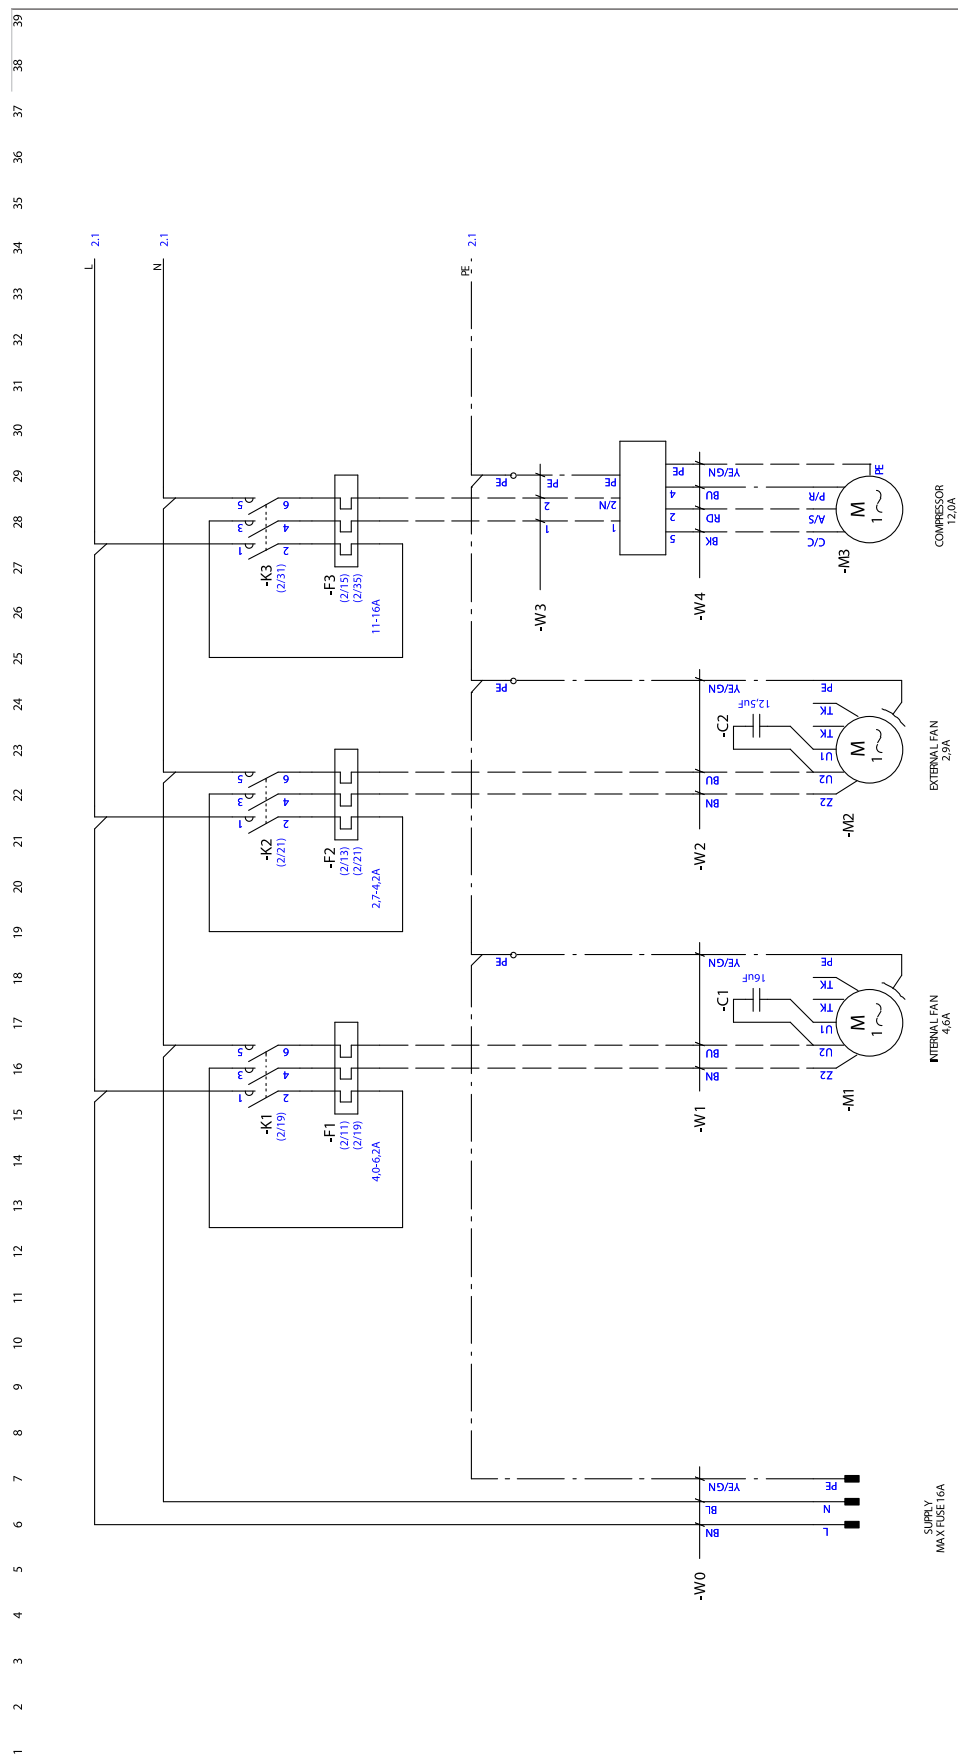 1
2
3
4
5
6
7
8
9
10
11
12
13
14
15
16
17
18
19
20
21
22
23
24
25
26
27
28
29
30
31
32
33
34
35
36
37
38
39
L
2.1
N
2.1
PE
2.1
1
3
5
2
4
6
-K1
(2/19)
-F1
(2/11)
(2/19)
4,0-6,2A
1
3
5
2
4
6
-K2
(2/21)
-F2
(2/13)
(2/21)
2,7-4,2A
1
3
5
2
4
6
-K3
(2/31)
-F3
(2/15)
(2/35)
11-16A
PE
PE
PE
-W3
1
2
PE
1
2/N
PE
5
2
4
PE
-W0
BN
BL
YE/GN
L
N
PE
SUPPLY
MAX FUSE 16A
-W1
BN
BU
YE/GN
-C1
16uF
Z2
U2
U1
TK
TK
PE
-M1
M
1~
INTERNAL FAN
4,6A
-W2
BN
BU
YE/GN
-C2
12,5uF
Z2
U2
U1
TK
TK
PE
-M2
M
1~
EXTERNAL FAN
2,9A
-W4
BK
RD
BU
YE/GN
C/C
A/S
P/R
PE
-M3
M
1~
COMPRESSOR
12,0A